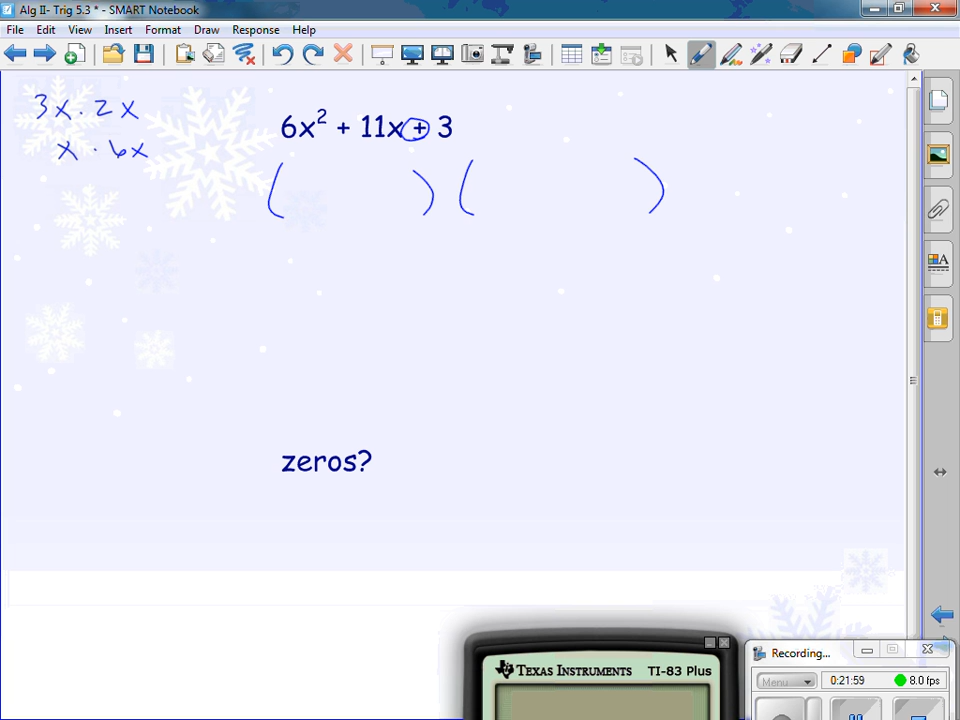 Alg II- Trig 5.3 * - SMART Notebook
File Edit View Insert Format Draw Response Help
3x · 2x
6x² + 11x + 3
x · 6x
( ) ( )
zeros?
TEXAS INSTRUMENTS TI-83 Plus
Recording...
Menu 0:21:59 8.0 fps